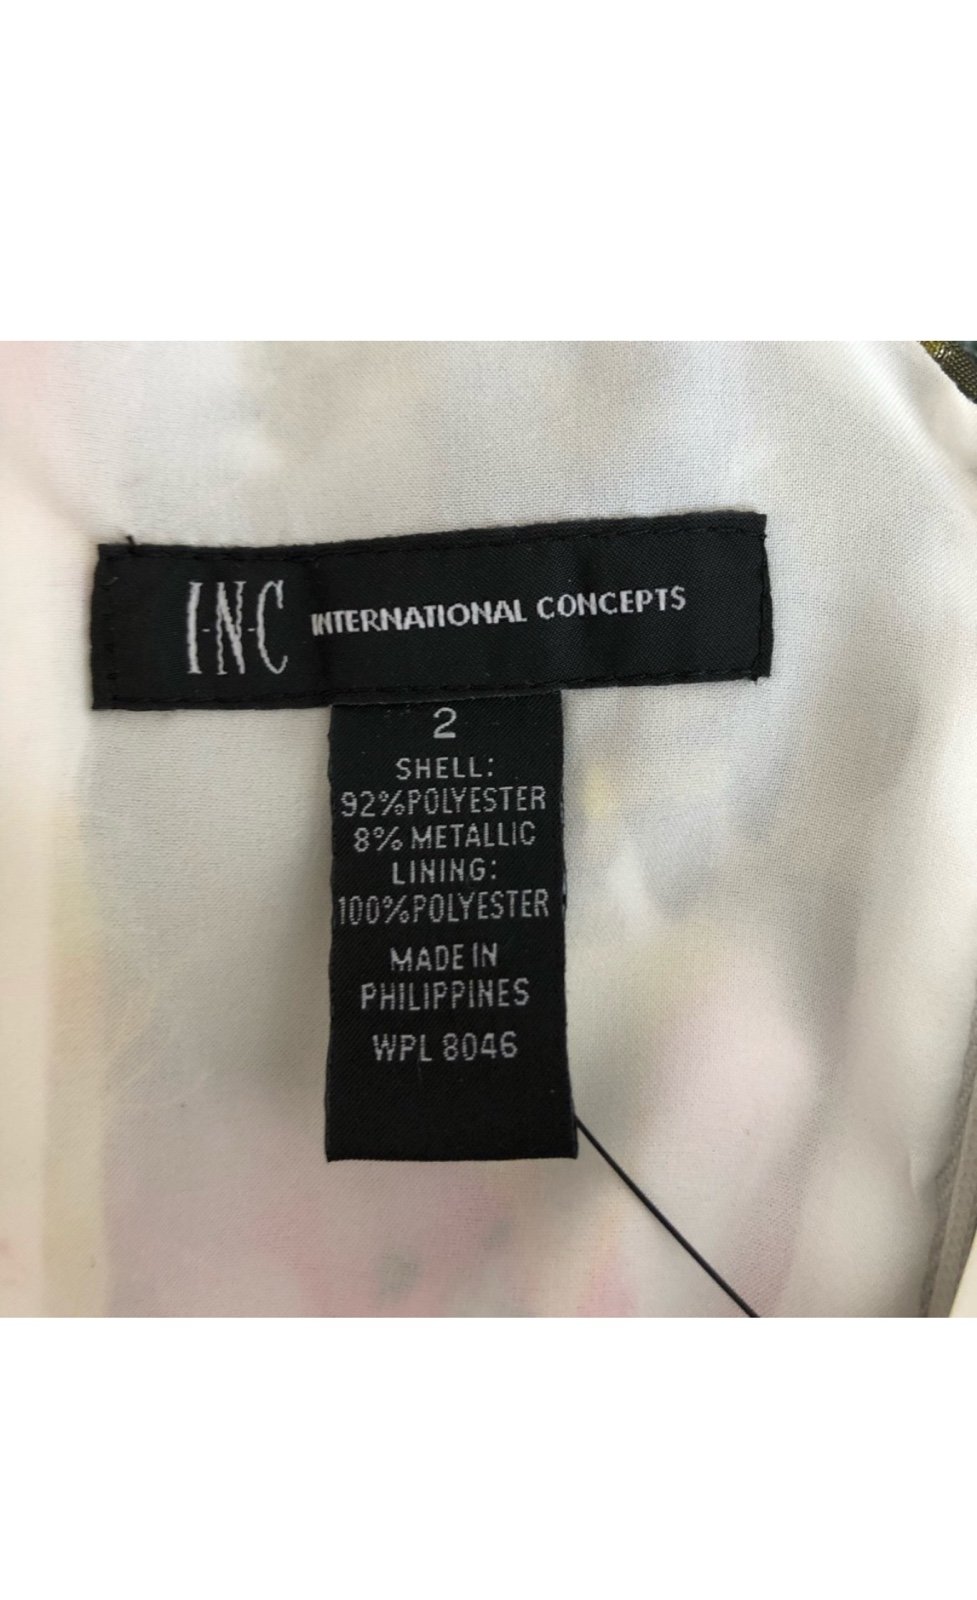 I·N·C INTERNATIONAL CONCEPTS
2
SHELL:
92%POLYESTER
8% METALLIC
LINING:
100%POLYESTER
MADE IN
PHILIPPINES
WPL 8046